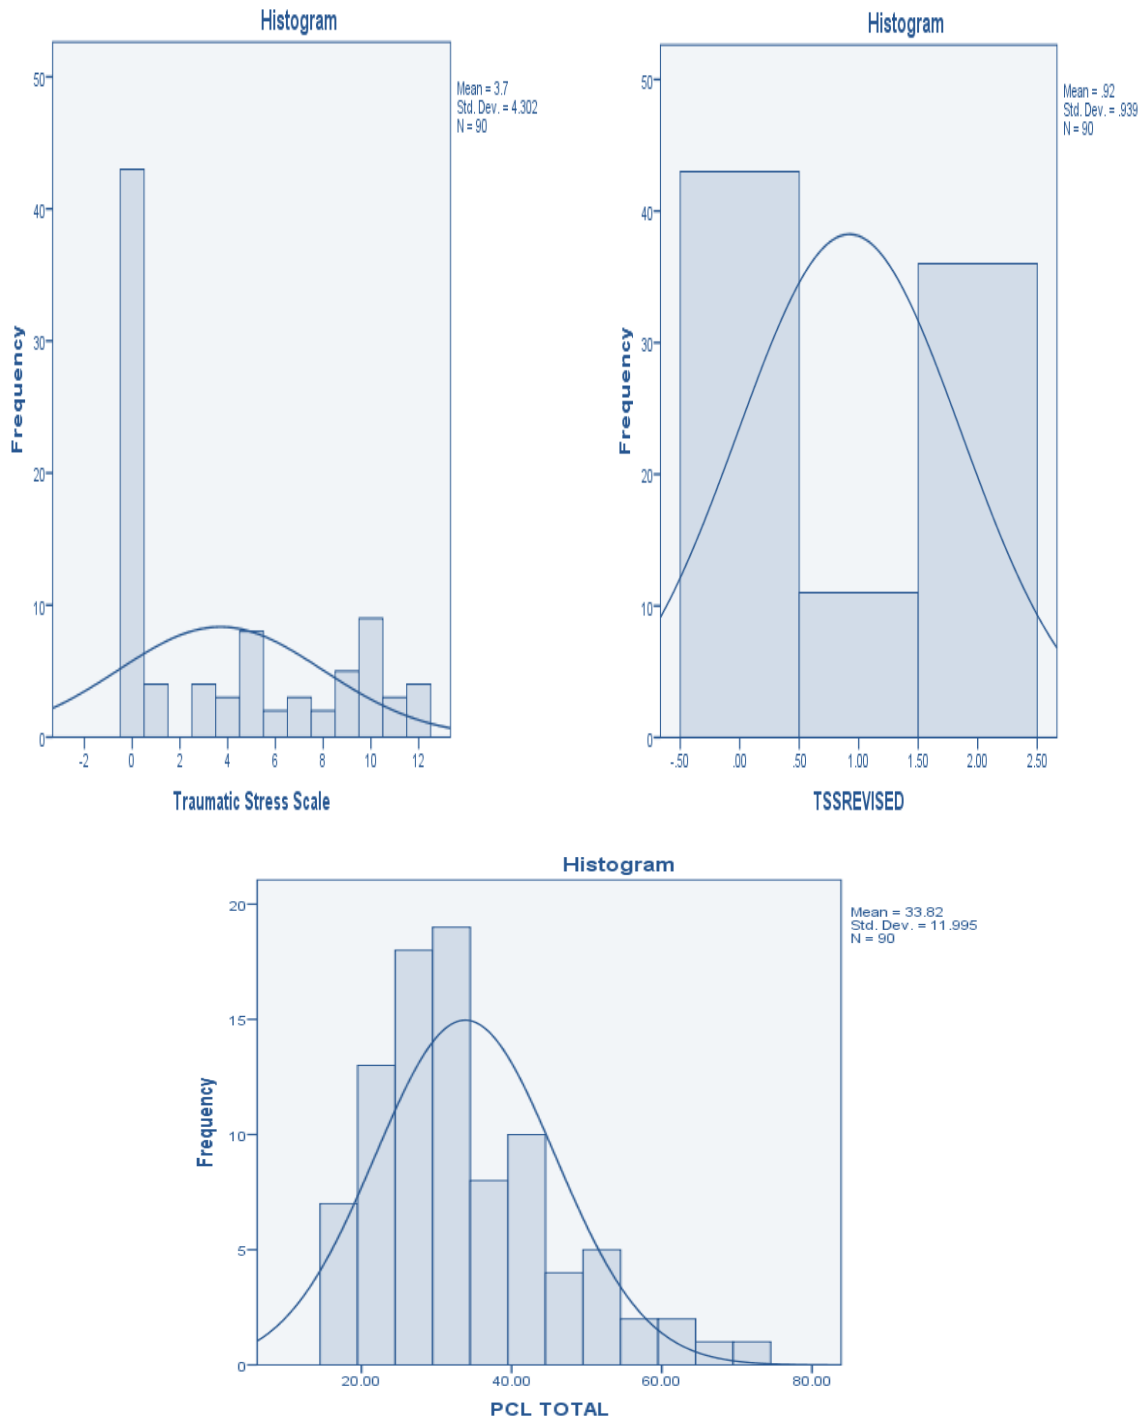 Histogram
Mean = 3.7
Std. Dev. = 4.302
N = 90
50
40
30
20
10
0
Frequency
-2 0 2 4 6 8 10 12
Traumatic Stress Scale
Histogram
Mean = .92
Std. Dev. = .939
N = 90
50
40
30
20
10
0
Frequency
-.50 .00 .50 1.00 1.50 2.00 2.50
TSSREVISED
Histogram
Mean = 33.82
Std. Dev. = 11.995
N = 90
20
15
10
5
0
Frequency
20.00 40.00 60.00 80.00
PCL TOTAL